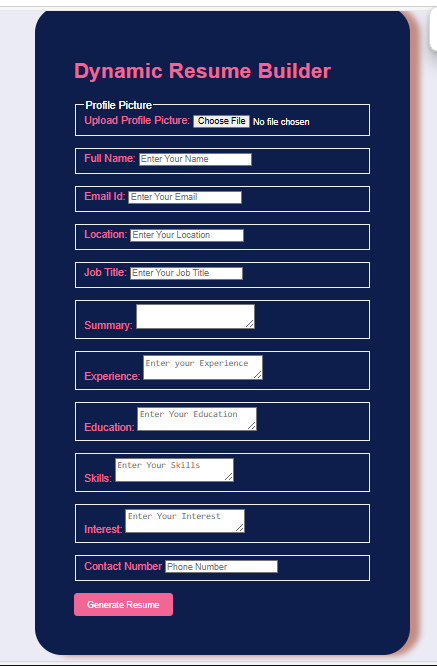 Dynamic Resume Builder
Profile Picture
Upload Profile Picture: Choose File No file chosen
Full Name: Enter Your Name
Email Id: Enter Your Email
Location: Enter Your Location
Job Title: Enter Your Job Title
Summary:
Experience: Enter your Experience
Education: Enter Your Education
Skills: Enter Your Skills
Interest: Enter Your Interest
Contact Number Phone Number
Generate Resume